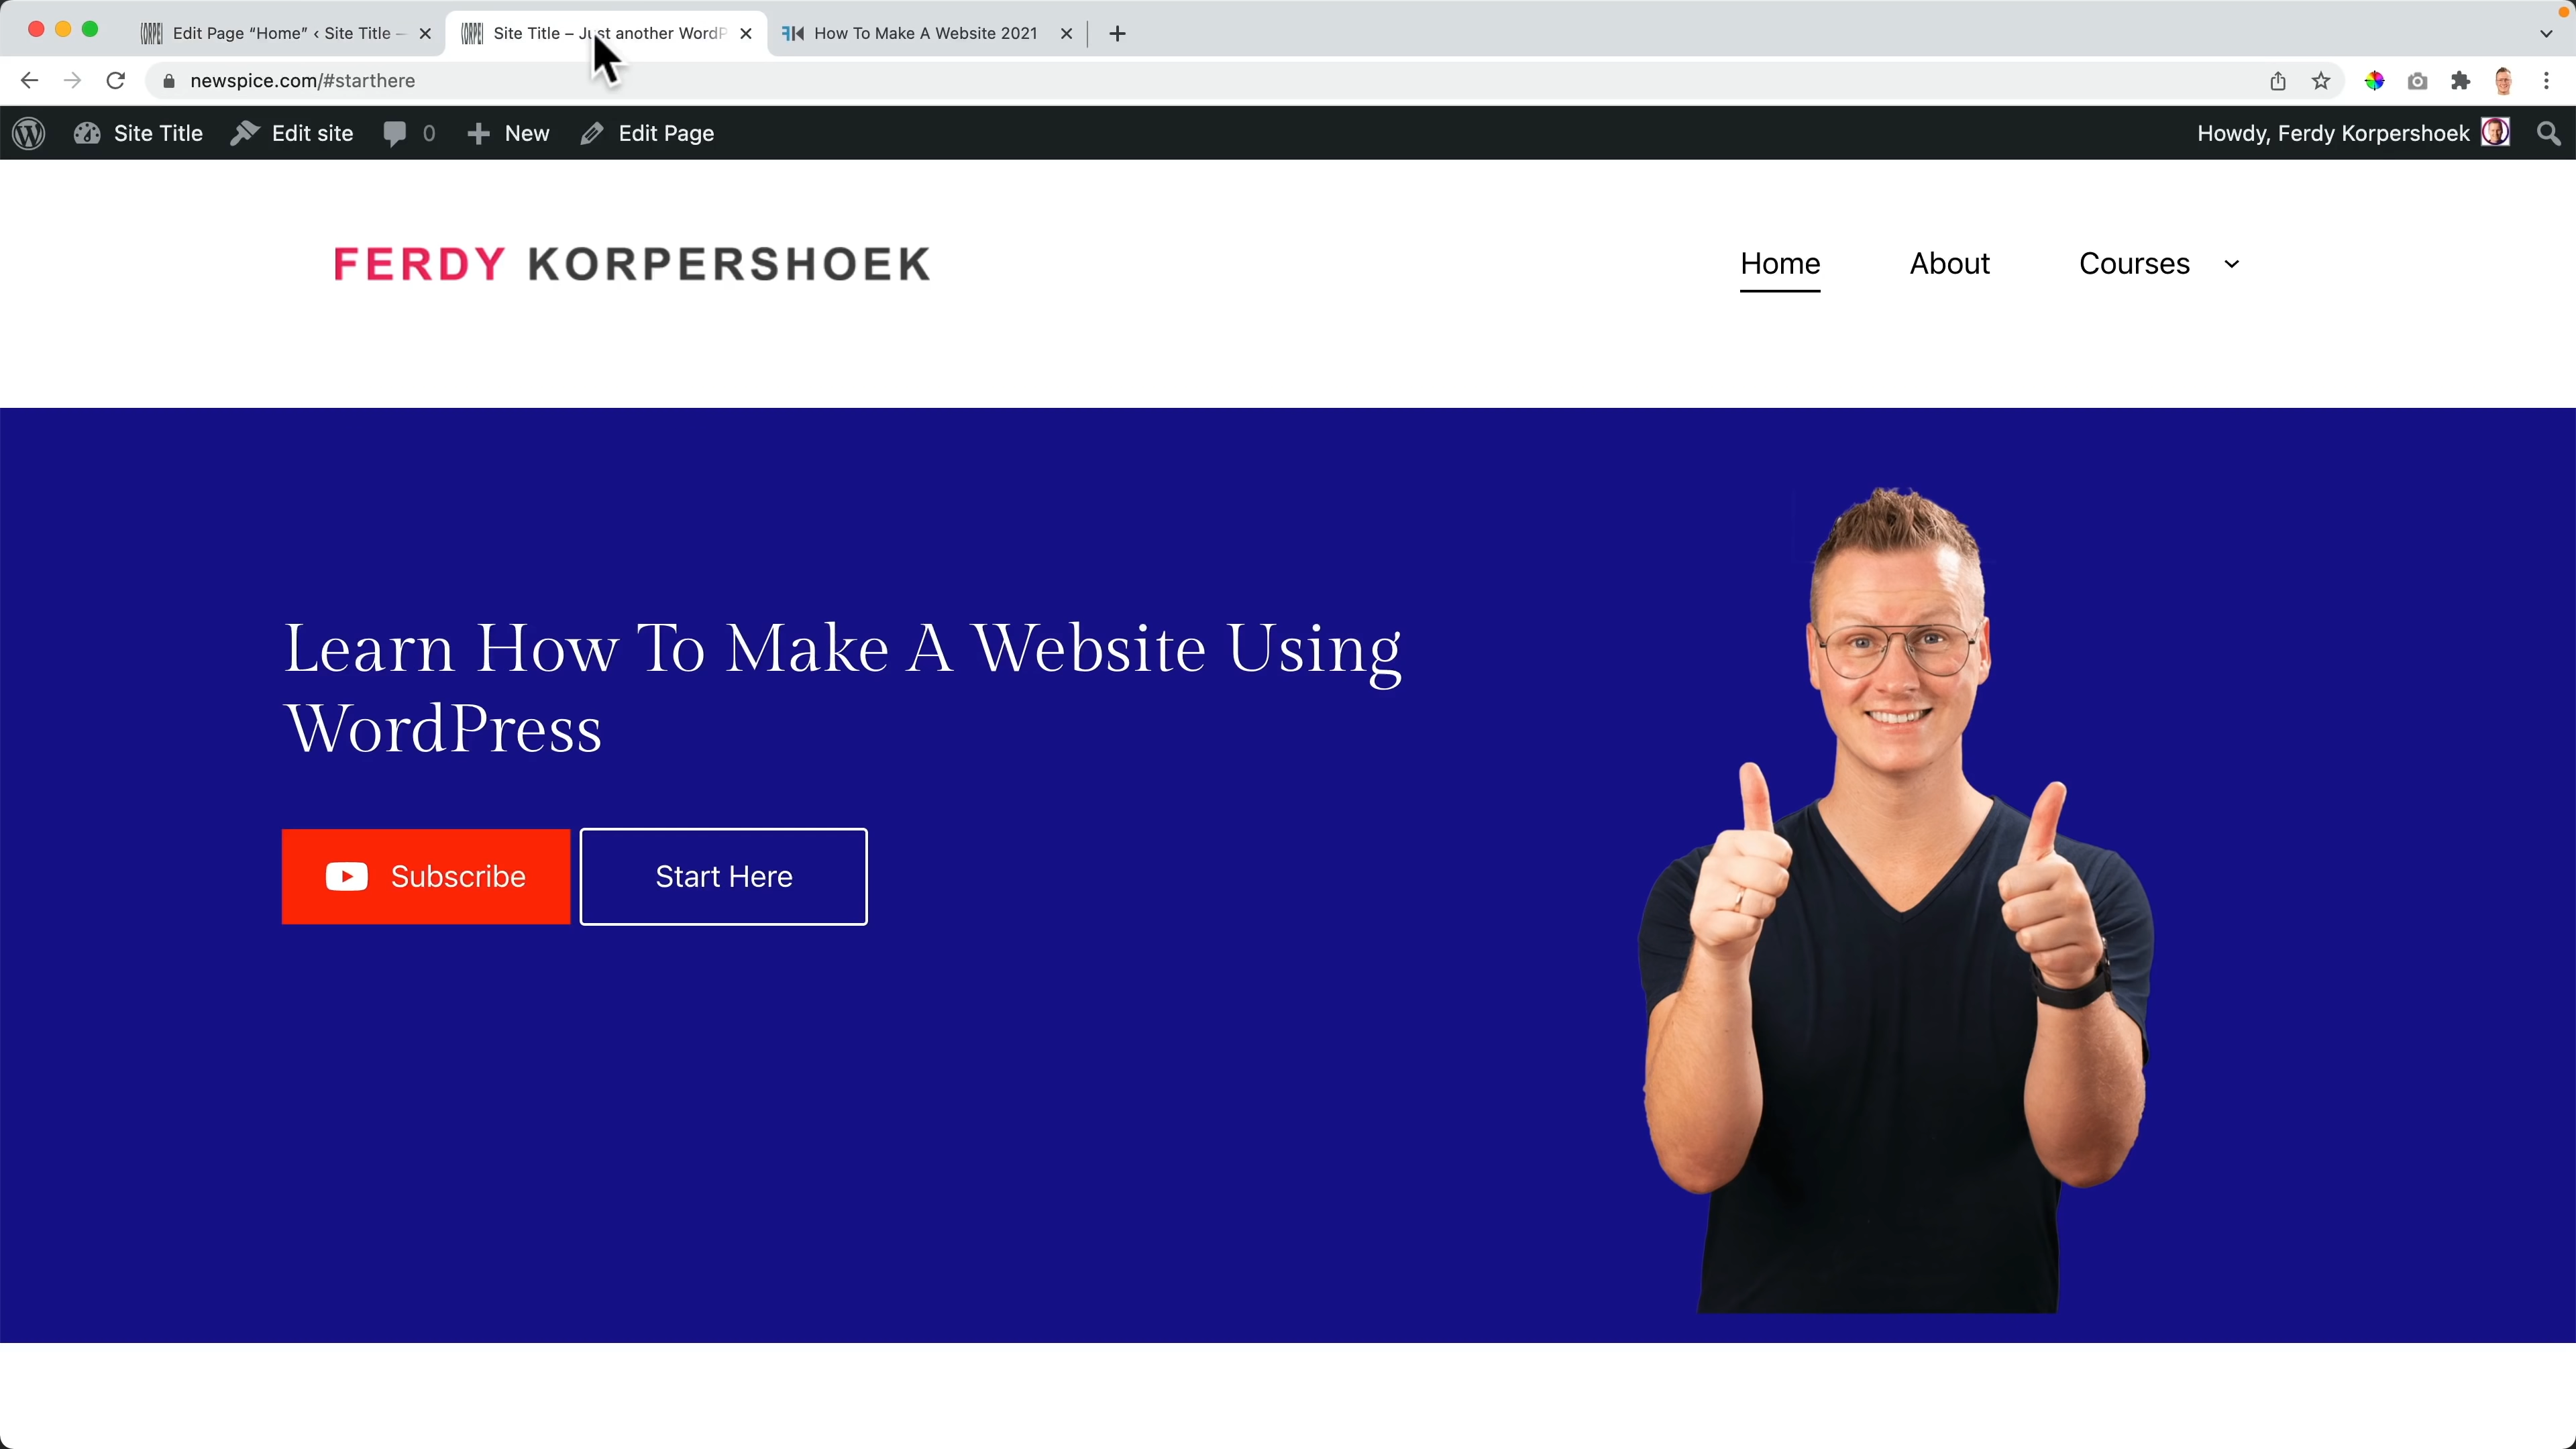 Edit Page “Home” ‹ Site Title —
Site Title – Just another WordP
How To Make A Website 2021
newspice.com/#starthere
Site Title
Edit site
0
New
Edit Page
Howdy, Ferdy Korpershoek
FERDY KORPERSHOEK
Home
About
Courses
Learn How To Make A Website Using
WordPress
Subscribe
Start Here